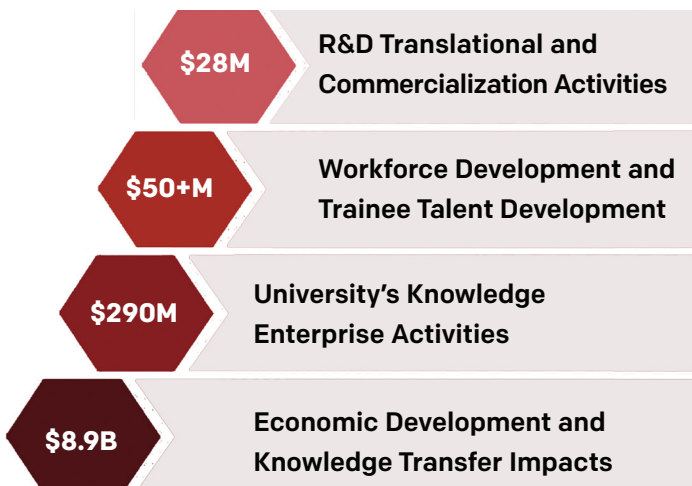 $28M
R&D Translational and
Commercialization Activities
$50+M
Workforce Development and
Trainee Talent Development
$290M
University's Knowledge
Enterprise Activities
$8.9B
Economic Development and
Knowledge Transfer Impacts